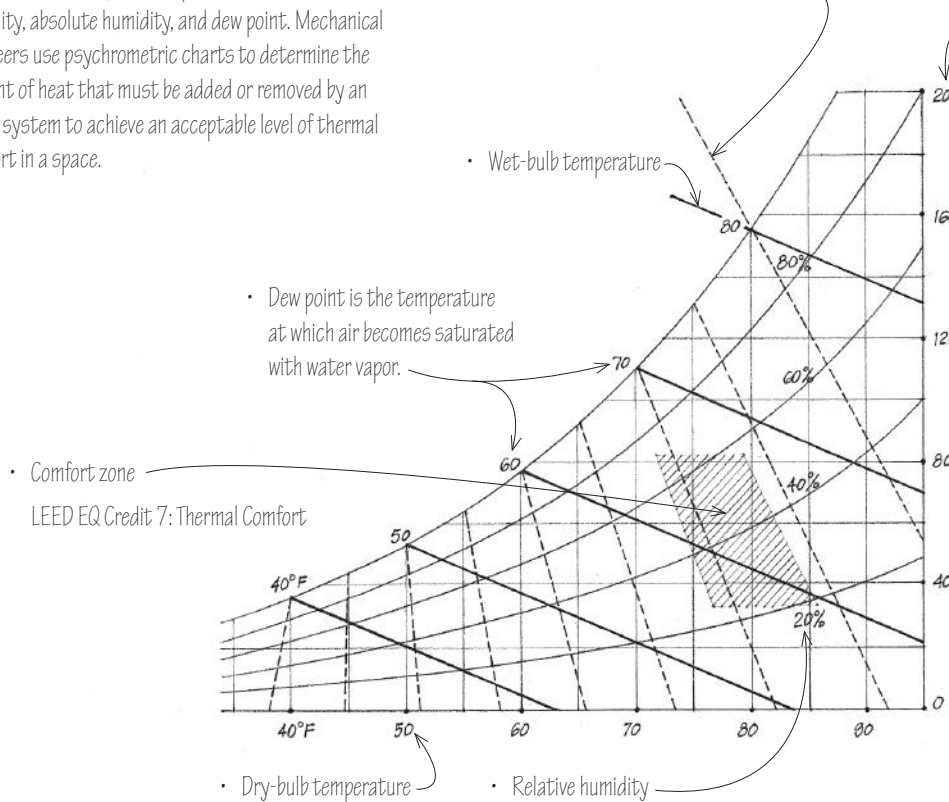 absolute humidity, and dew point. Mechanical
use psychrometric charts to determine the
of heat that must be added or removed by an
system to achieve an acceptable level of thermal
in a space.
20
• Wet-bulb temperature
16
80
80%
• Dew point is the temperature
at which air becomes saturated
with water vapor.
12
70
60%
60
80
• Comfort zone
40%
LEED EQ Credit 7: Thermal Comfort
50
40°F
40
20%
0
40°F 50 60 70 80 90
• Dry-bulb temperature • Relative humidity